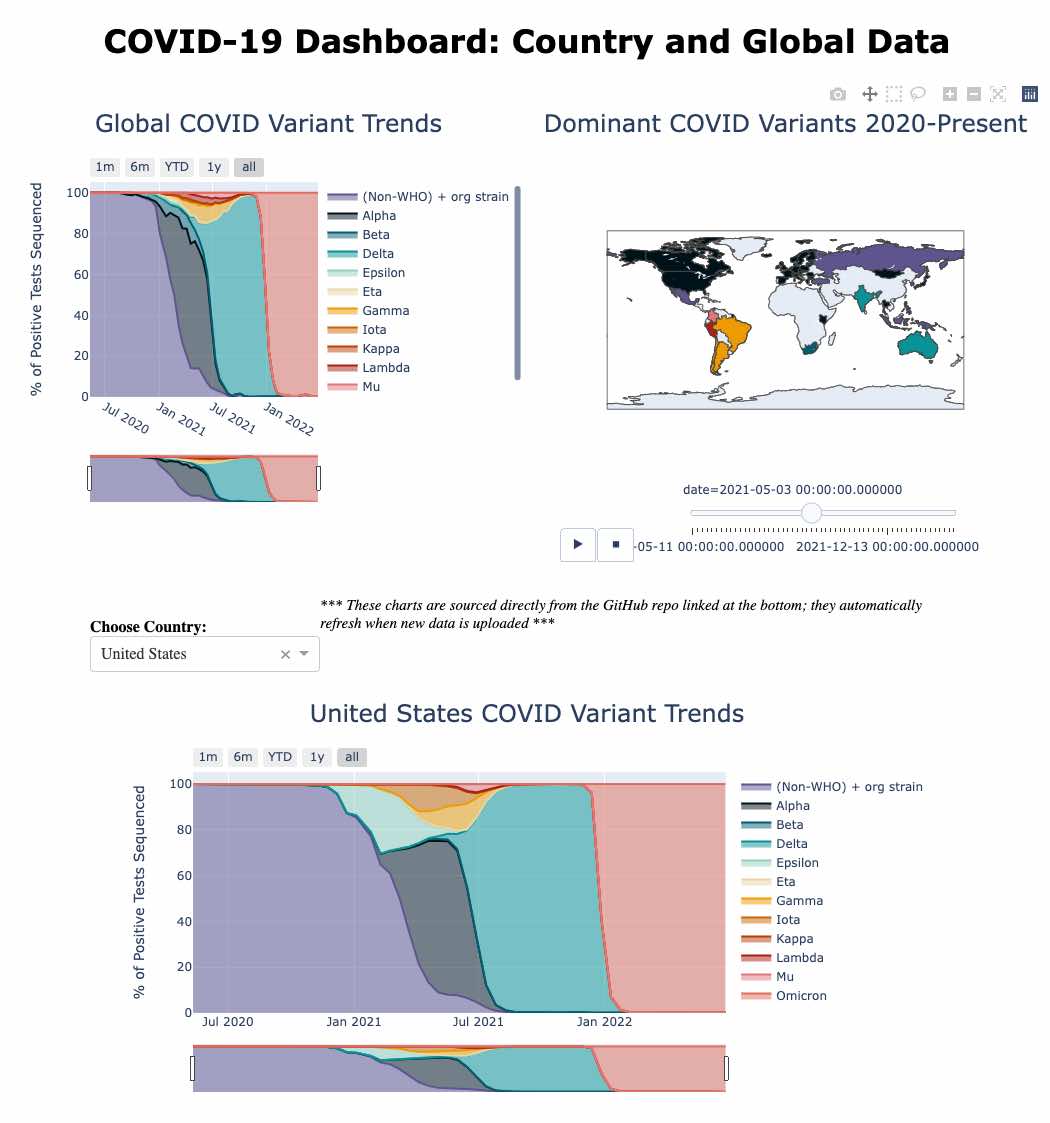 COVID-19 Dashboard: Country and Global Data
Global COVID Variant Trends
1m 6m YTD 1y all
% of Positive Tests Sequenced
100
80
60
40
20
0
Jul 2020 Jan 2021 Jul 2021 Jan 2022
(Non-WHO) + org strain
Alpha
Beta
Delta
Epsilon
Eta
Gamma
Iota
Kappa
Lambda
Mu
Dominant COVID Variants 2020-Present
date=2021-05-03 00:00:00.000000
-05-11 00:00:00.000000 2021-12-13 00:00:00.000000
*** These charts are sourced directly from the GitHub repo linked at the bottom; they automatically
refresh when new data is uploaded ***
Choose Country:
United States
United States COVID Variant Trends
1m 6m YTD 1y all
% of Positive Tests Sequenced
100
80
60
40
20
0
Jul 2020 Jan 2021 Jul 2021 Jan 2022
(Non-WHO) + org strain
Alpha
Beta
Delta
Epsilon
Eta
Gamma
Iota
Kappa
Lambda
Mu
Omicron